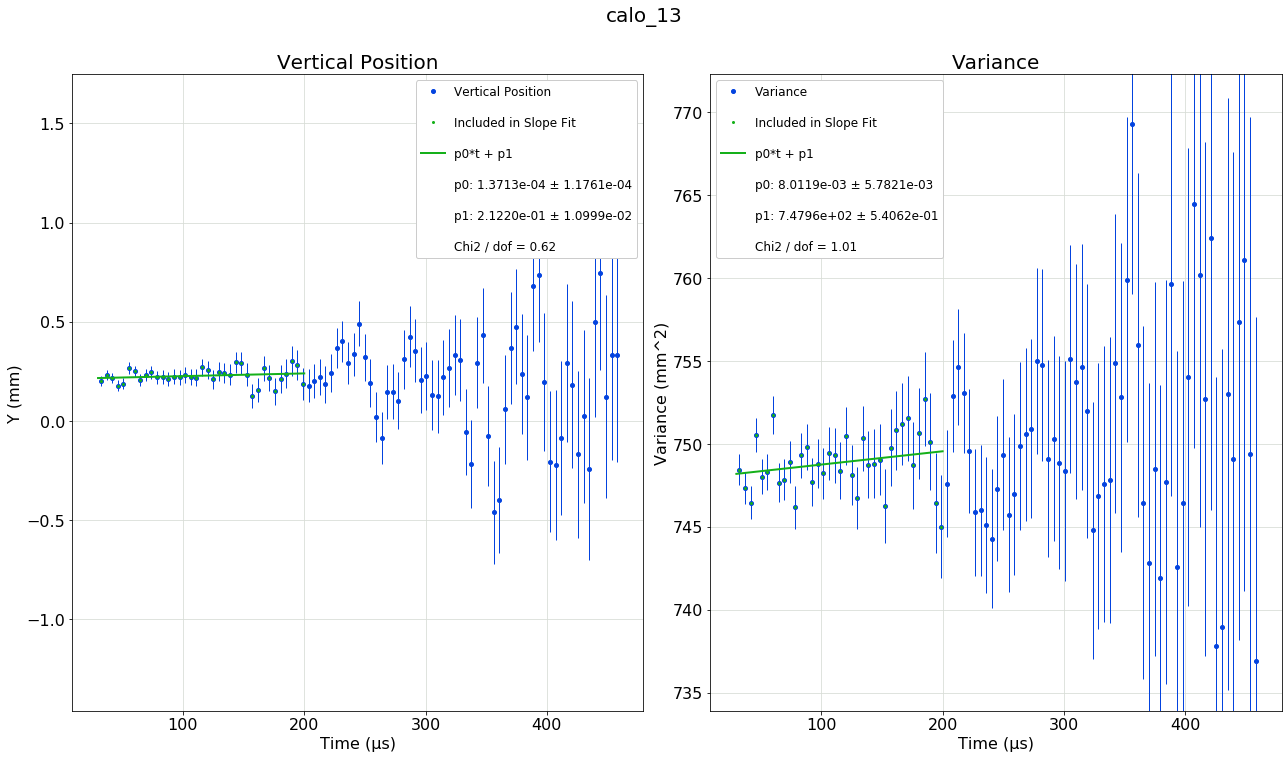 calo_13
Vertical Position
Y (mm)
1.5
1.0
0.5
0.0
−0.5
−1.0
100
200
300
400
Time (μs)
Vertical Position
Included in Slope Fit
p0*t + p1
p0: 1.3713e-04 ± 1.1761e-04
p1: 2.1220e-01 ± 1.0999e-02
Chi2 / dof = 0.62
Variance
Variance (mm^2)
770
765
760
755
750
745
740
735
100
200
300
400
Time (μs)
Variance
Included in Slope Fit
p0*t + p1
p0: 8.0119e-03 ± 5.7821e-03
p1: 7.4796e+02 ± 5.4062e-01
Chi2 / dof = 1.01